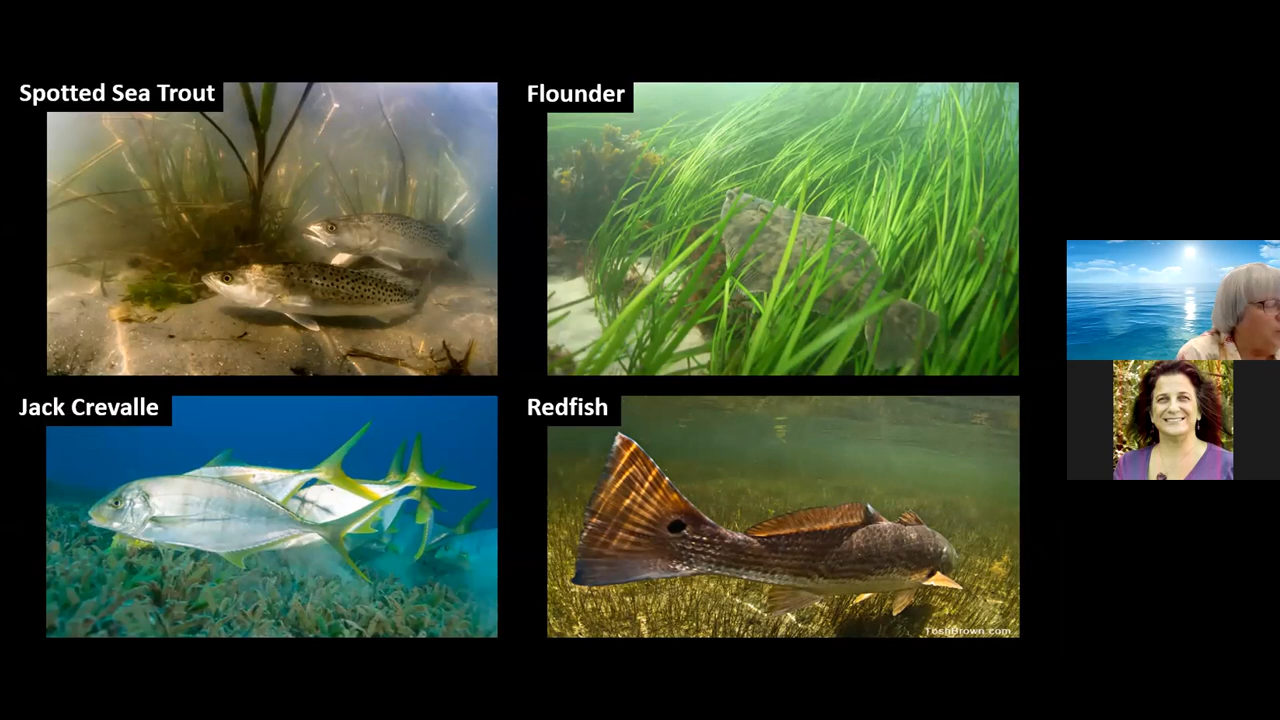 Spotted Sea Trout
Flounder
Jack Crevalle
Redfish
ToshBrown.com